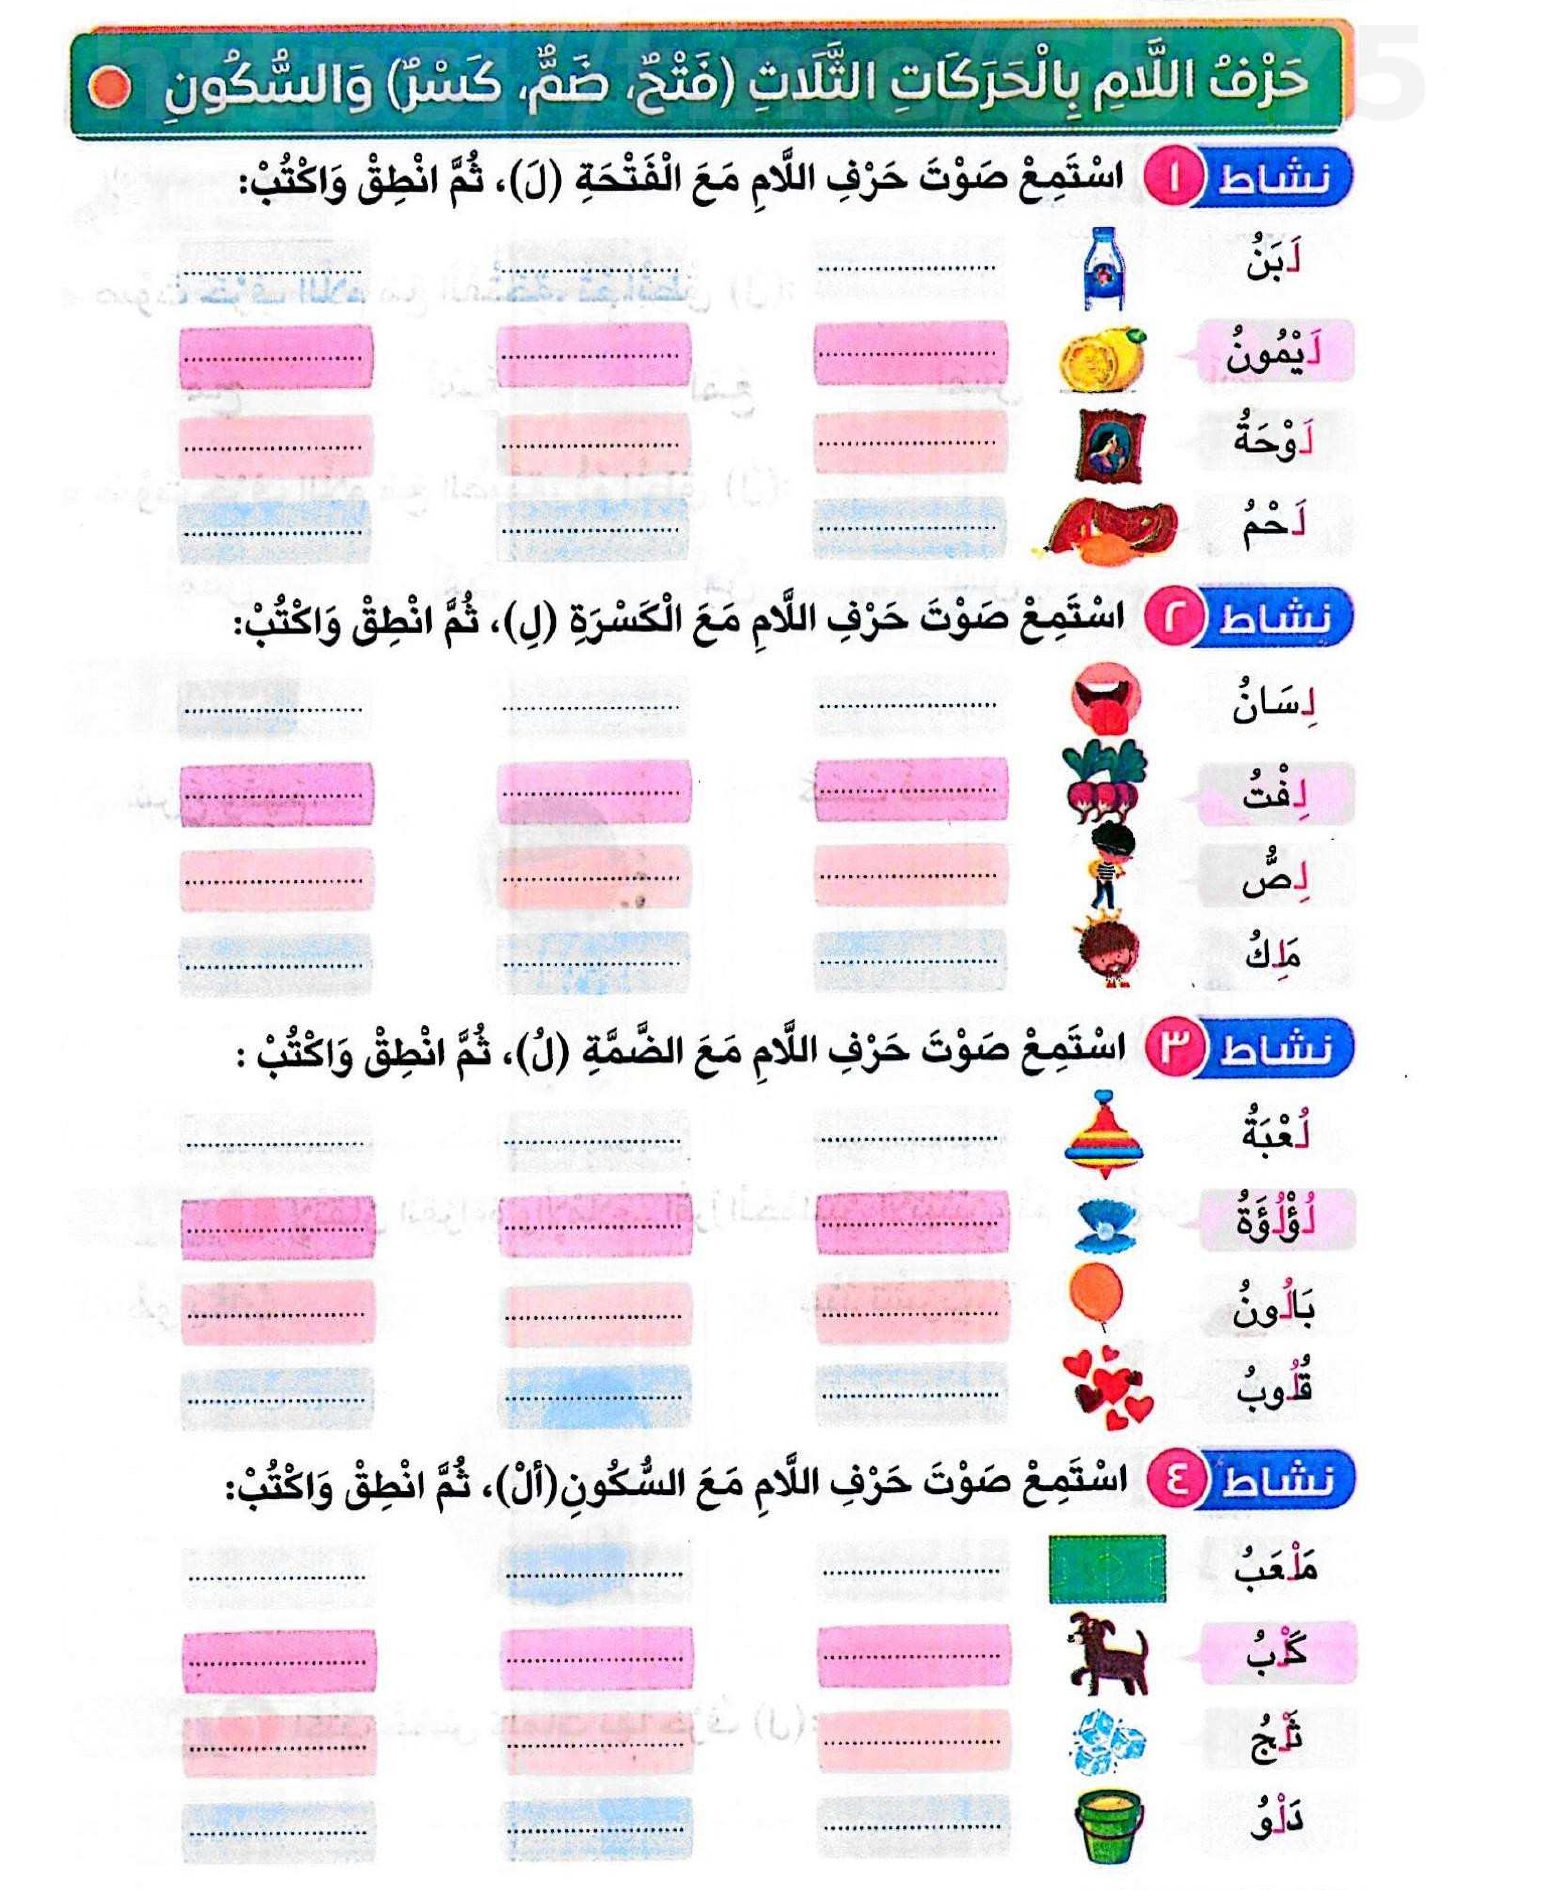 حَرْفُ اللَّامِ بِالْحَرَكَاتِ الثَّلَاثِ (فَتْحٌ، ضَمٌّ، كَسْرٌ) وَالسُّكُونِ
نشاط ١ اسْتَمِعْ صَوْتَ حَرْفِ اللَّامِ مَعَ الْفَتْحَةِ (لَ)، ثُمَّ انْطِقْ وَاكْتُبْ:
لَبَنُ
لَيْمُونُ
لَوْحَةُ
لَحْمُ
نشاط ٢ اسْتَمِعْ صَوْتَ حَرْفِ اللَّامِ مَعَ الْكَسْرَةِ (لِ)، ثُمَّ انْطِقْ وَاكْتُبْ:
لِسَانُ
لِفْتُ
لِصُّ
مَلِكُ
نشاط ٣ اسْتَمِعْ صَوْتَ حَرْفِ اللَّامِ مَعَ الضَّمَّةِ (لُ)، ثُمَّ انْطِقْ وَاكْتُبْ :
لُعْبَةُ
لُؤْلُؤَةُ
بَالُونُ
قُلُوبُ
نشاط ٤ اسْتَمِعْ صَوْتَ حَرْفِ اللَّامِ مَعَ السُّكُونِ(ألْ)، ثُمَّ انْطِقْ وَاكْتُبْ:
مَلْعَبُ
كَلْبُ
ثَلْجُ
دَلْوُ